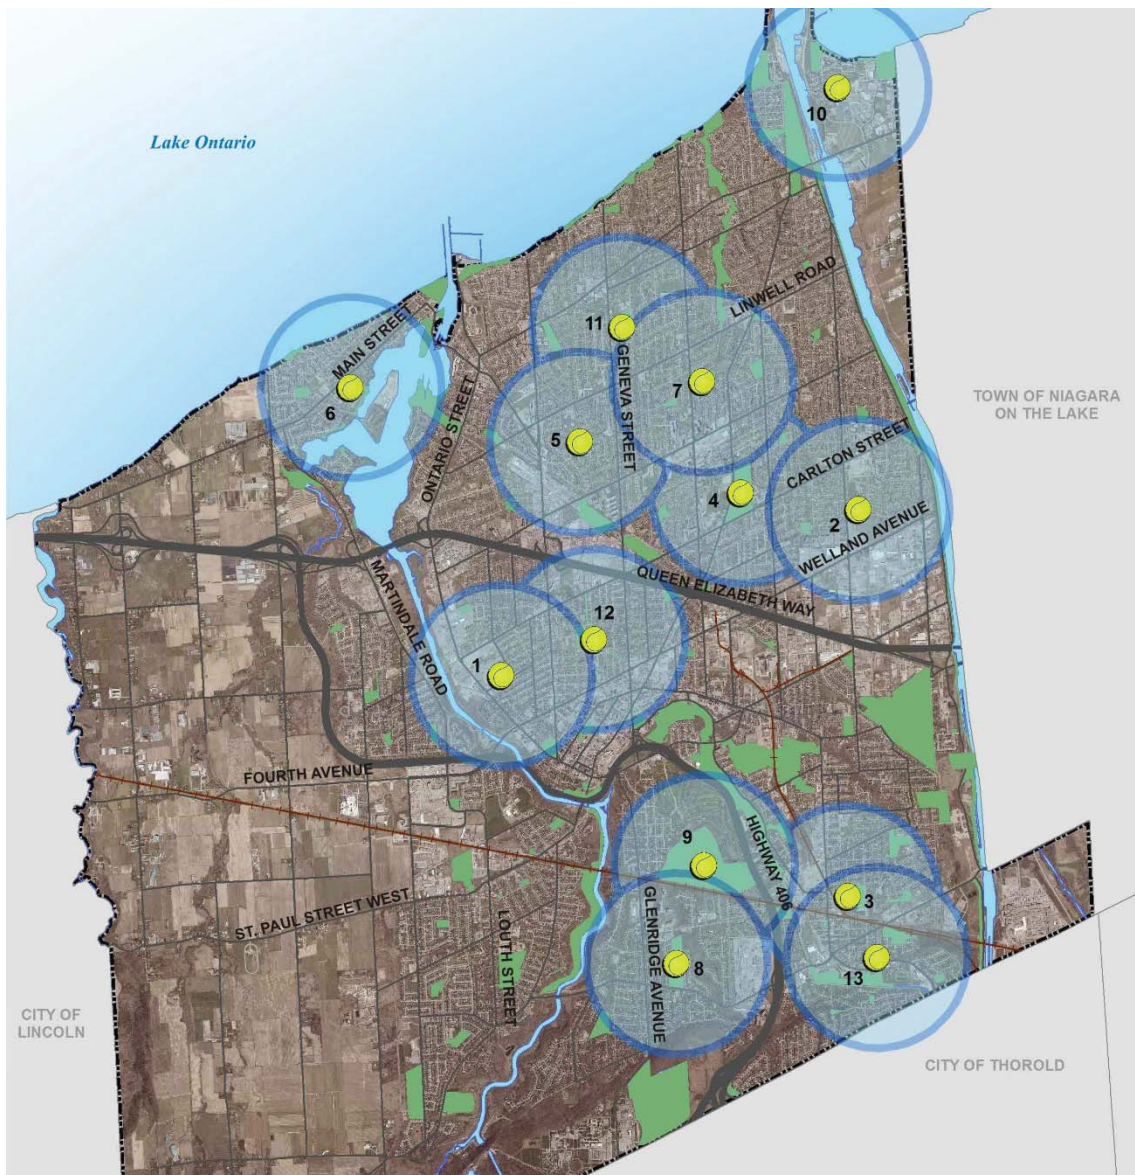 10
Lake Ontario
LINWELL ROAD
11
MAIN STREET
GENEVA STREET
7
6
TOWN OF NIAGARA
ON THE LAKE
ONTARIO STREET
5
CARLTON STREET
4
2
WELLAND AVENUE
QUEEN ELIZABETH WAY
MARTINDALE ROAD
12
1
FOURTH AVENUE
9
HIGHWAY 406
3
ST. PAUL STREET WEST
LOUTH STREET
GLENRIDGE AVENUE
8
13
CITY OF
LINCOLN
CITY OF THOROLD